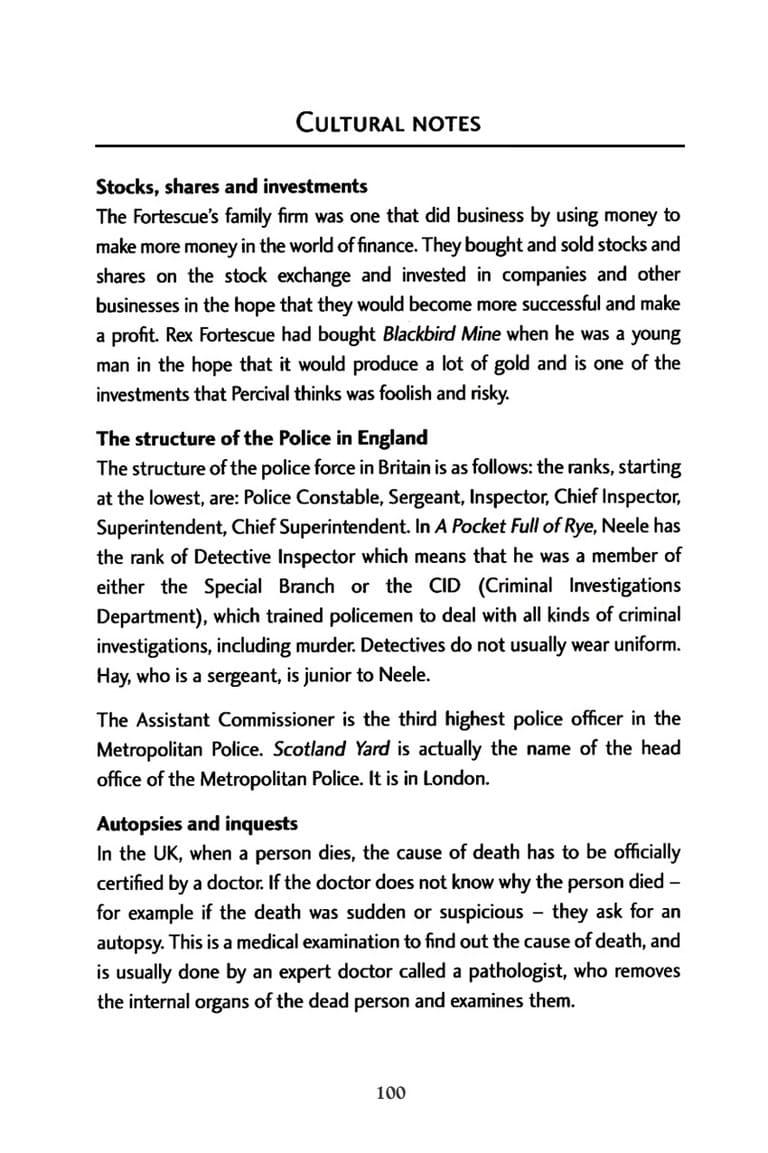 CULTURAL NOTES
Stocks, shares and investments
The Fortescue's family firm was one that did business by using money to
make more money in the world of finance. They bought and sold stocks and
shares on the stock exchange and invested in companies and other
businesses in the hope that they would become more successful and make
a profit. Rex Fortescue had bought Blackbird Mine when he was a young
man in the hope that it would produce a lot of gold and is one of the
investments that Percival thinks was foolish and risky.
The structure of the Police in England
The structure of the police force in Britain is as follows: the ranks, starting
at the lowest, are: Police Constable, Sergeant, Inspector, Chief Inspector,
Superintendent, Chief Superintendent. In A Pocket Full of Rye, Neele has
the rank of Detective Inspector which means that he was a member of
either the Special Branch or the CID (Criminal Investigations
Department), which trained policemen to deal with all kinds of criminal
investigations, including murder. Detectives do not usually wear uniform.
Hay, who is a sergeant, is junior to Neele.
The Assistant Commissioner is the third highest police officer in the
Metropolitan Police. Scotland Yard is actually the name of the head
office of the Metropolitan Police. It is in London.
Autopsies and inquests
In the UK, when a person dies, the cause of death has to be officially
certified by a doctor. If the doctor does not know why the person died –
for example if the death was sudden or suspicious – they ask for an
autopsy. This is a medical examination to find out the cause of death, and
is usually done by an expert doctor called a pathologist, who removes
the internal organs of the dead person and examines them.
100